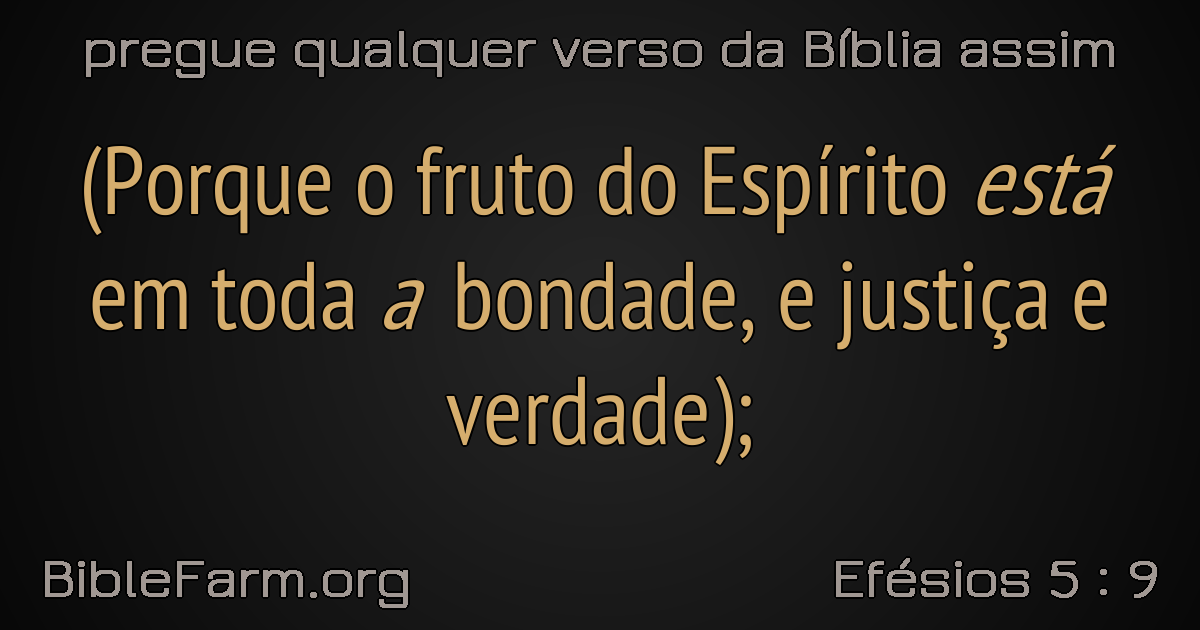 pregue qualquer verso da Bíblia assim
(Porque o fruto do Espírito está
em toda a bondade, e justiça e
verdade);
BibleFarm.org
Efésios 5 : 9